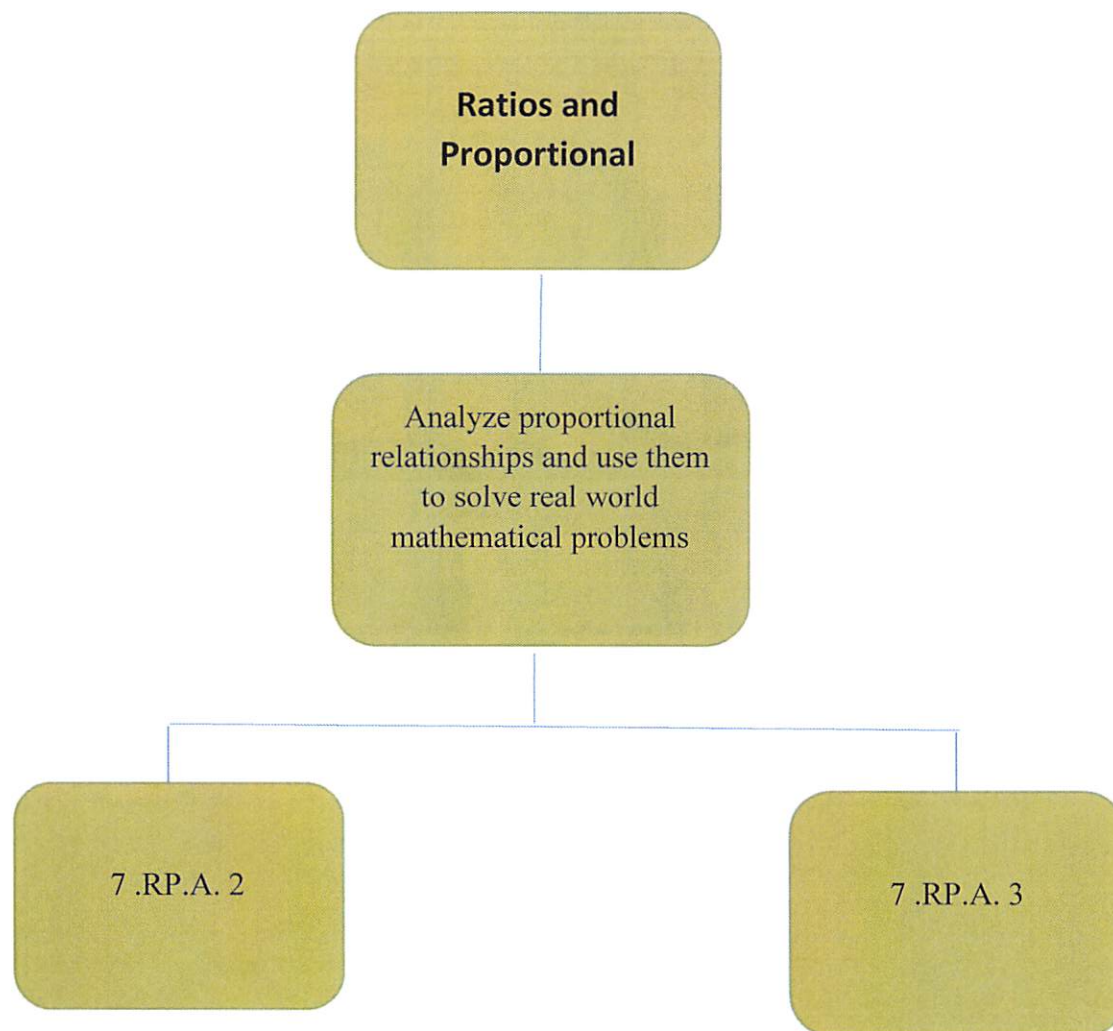 Ratios and
Proportional
Analyze proportional
relationships and use them
to solve real world
mathematical problems
7 .RP.A. 2
7 .RP.A. 3